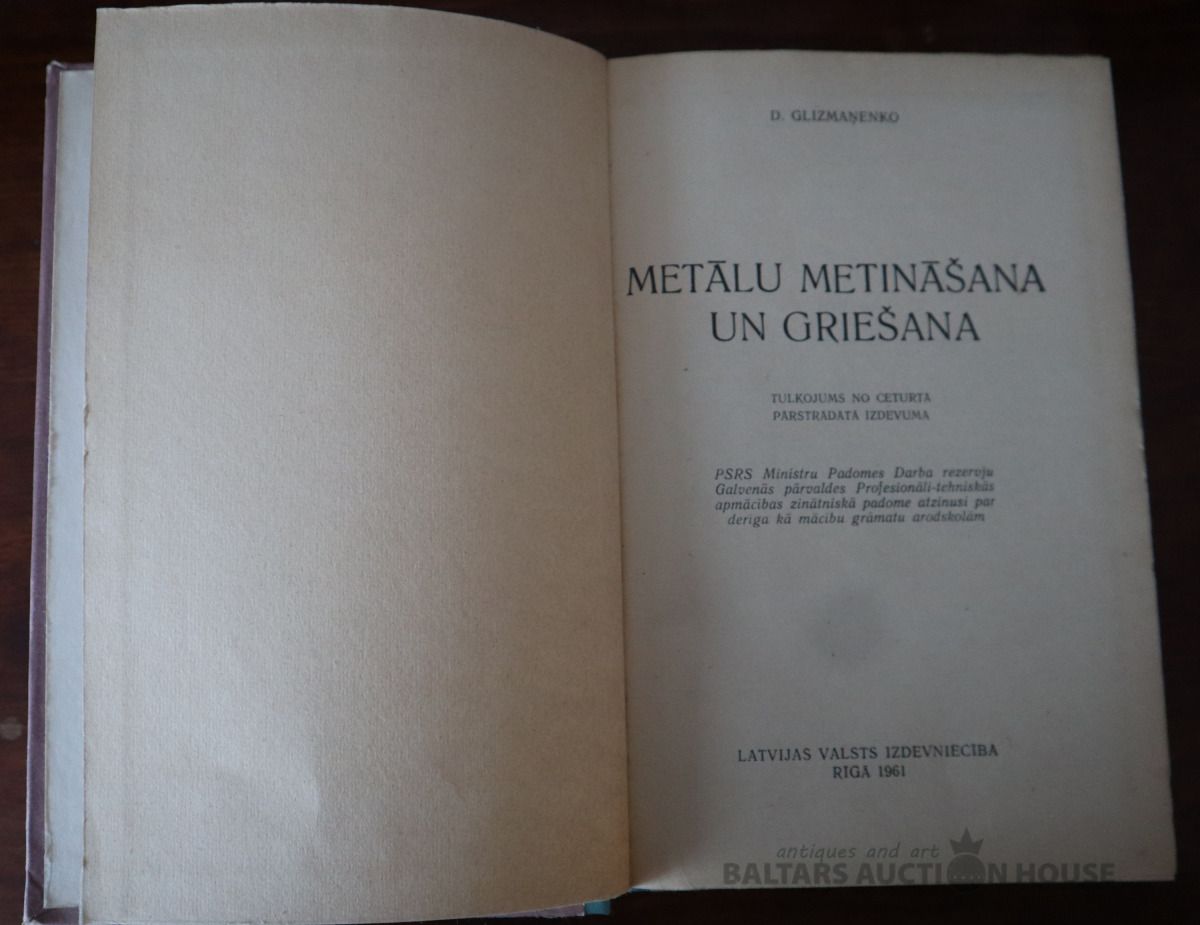 D. GLIZMAŅENKO
METĀLU METINĀŠANA
UN GRIEŠANA
TULKOJUMS NO CETURTĀ
PĀRSTRĀDĀTĀ IZDEVUMA
PSRS Ministru Padomes Darba rezervju
Galvenās pārvaldes Profesionāli-tehniskās
apmācības zinātniskā padome atzinusi par
derīgu kā mācību grāmatu arodskolām
LATVIJAS VALSTS IZDEVNIECĪBA
RĪGĀ 1961
antiques and art
BALTARS AUCTION HOUSE